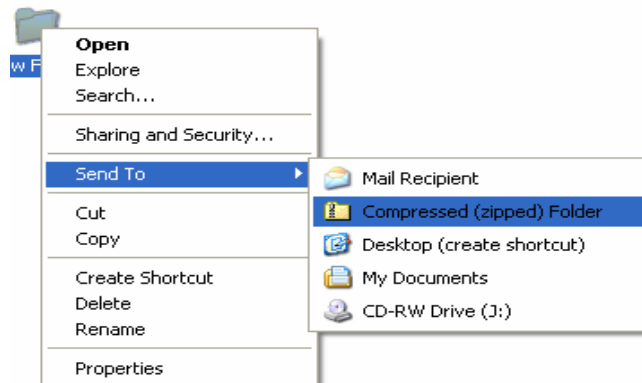 w F
Open
Explore
Search...
Sharing and Security...
Send To
Cut
Copy
Create Shortcut
Delete
Rename
Properties
Mail Recipient
Compressed (zipped) Folder
Desktop (create shortcut)
My Documents
CD-RW Drive (J:)